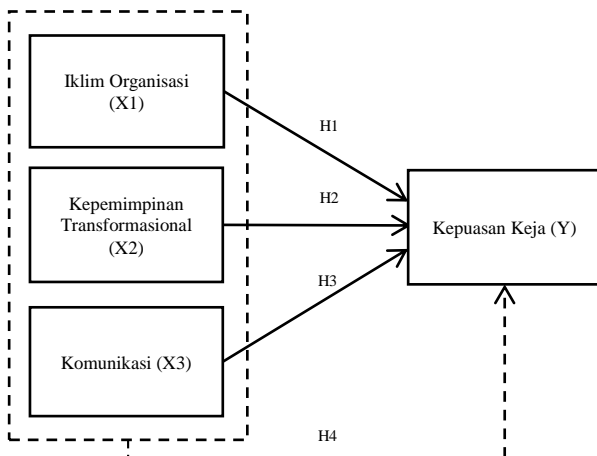 Iklim Organisasi
(X1)
H1
Kepemimpinan
Transformasional
(X2)
H2
Kepuasan Keja (Y)
H3
Komunikasi (X3)
H4